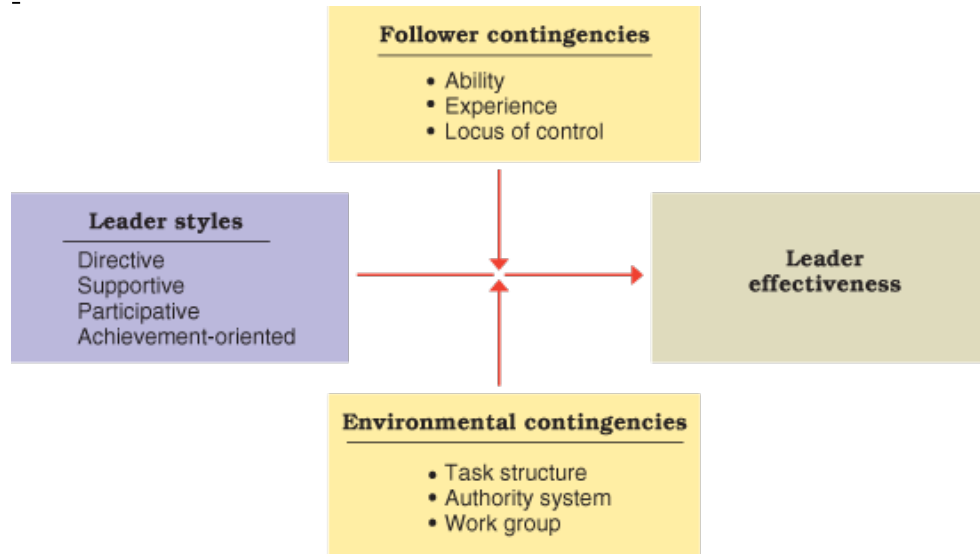 Follower contingencies
• Ability
• Experience
• Locus of control
Leader styles
Directive
Supportive
Participative
Achievement-oriented
Leader
effectiveness
Environmental contingencies
• Task structure
• Authority system
• Work group